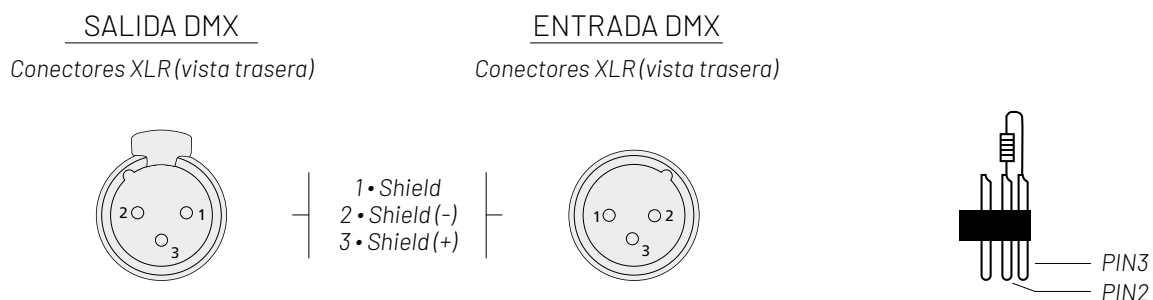 SALIDA DMX
Conectores XLR (vista trasera)
2 1
3
1 • Shield
2 • Shield (-)
3 • Shield (+)
ENTRADA DMX
Conectores XLR (vista trasera)
1 2
3
PIN3
PIN2